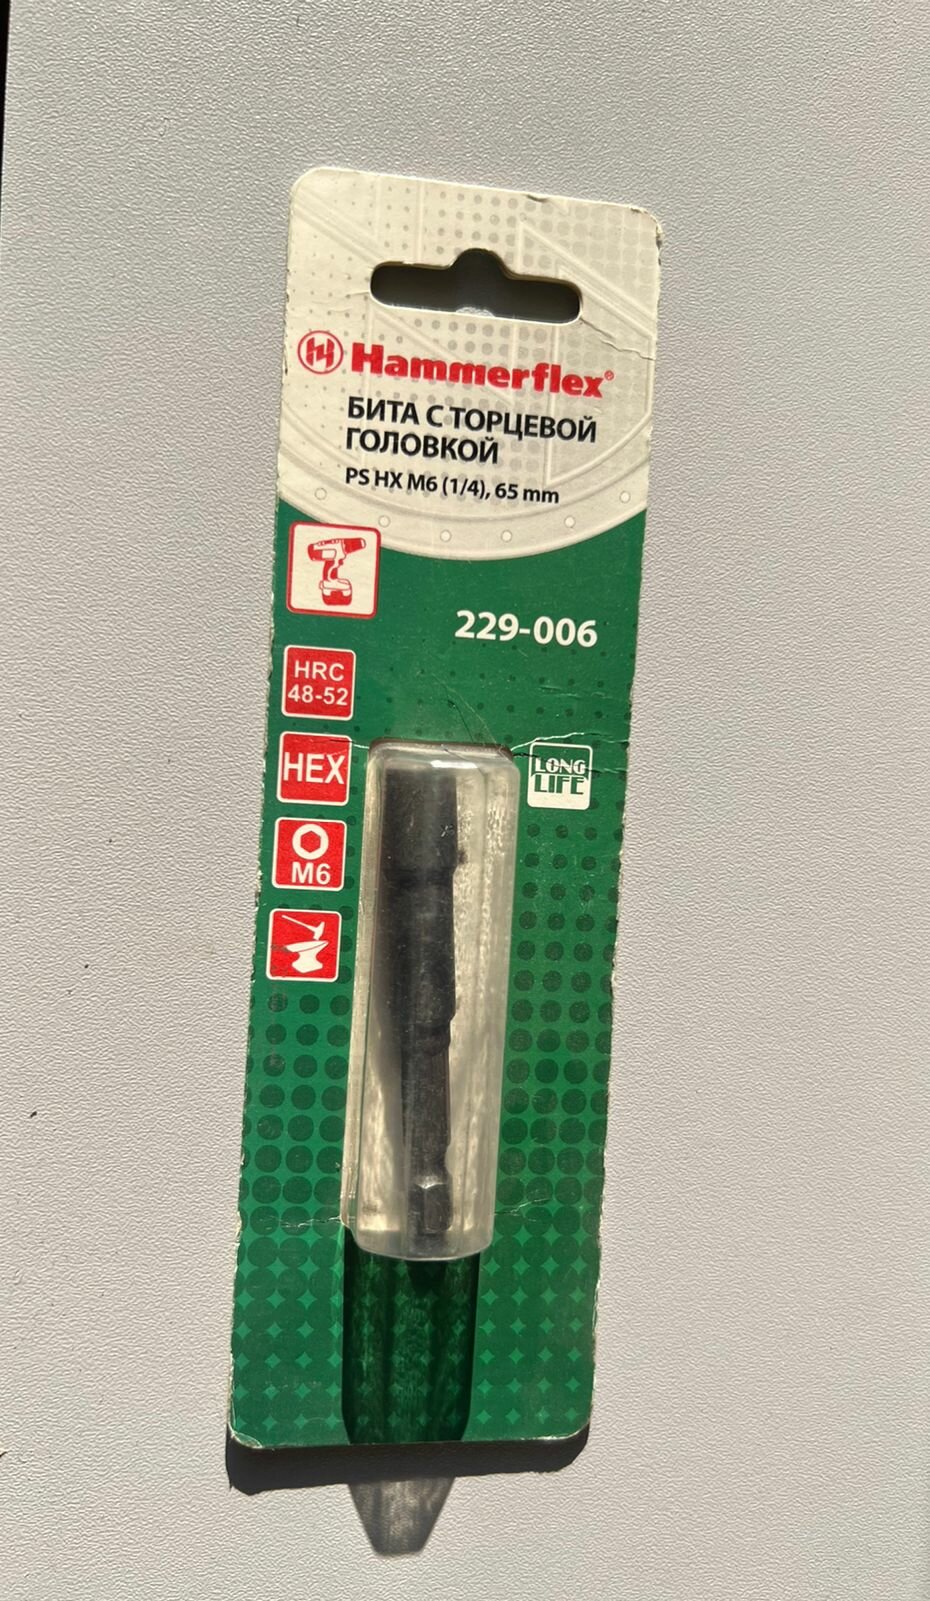 Hammerflex®
БИТА С ТОРЦЕВОЙ
ГОЛОВКОЙ
PS HX M6 (1/4), 65 mm
229-006
HRC
48-52
HEX
LONG
LIFE
M6